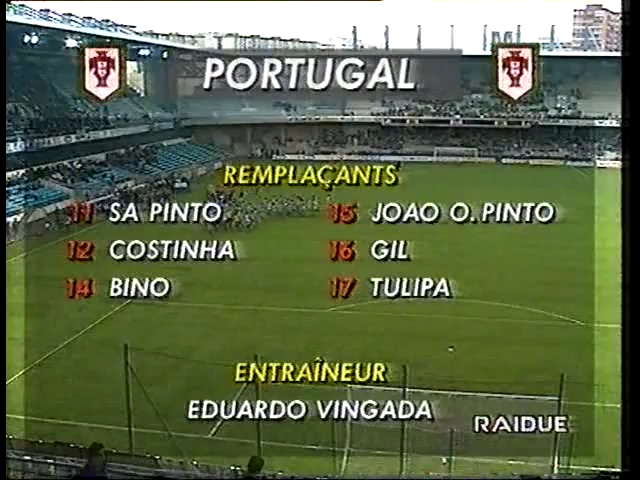 PORTUGAL
REMPLAÇANTS
11 SA PINTO
12 COSTINHA
14 BINO
15 JOAO O. PINTO
16 GIL
17 TULIPA
ENTRAÎNEUR
EDUARDO VINGADA
RAIDUE